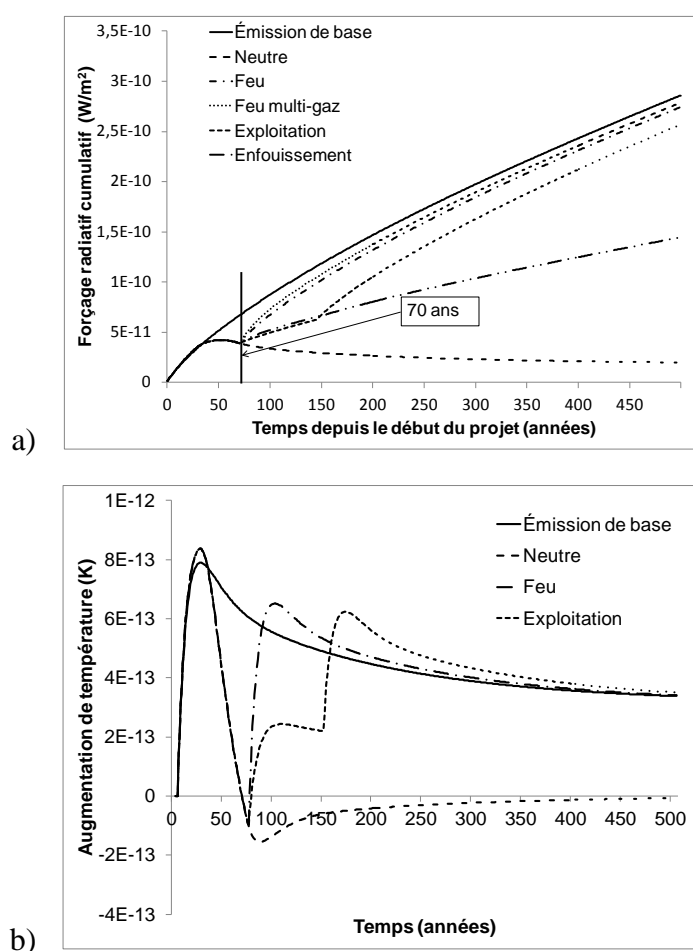 a)
Forçage radiatif cumulatif (W/m²)
3,5E-10
3E-10
2,5E-10
2E-10
1,5E-10
1E-10
5E-11
0
Émission de base
Neutre
Feu
Feu multi-gaz
Exploitation
Enfouissement
70 ans
0 50 100 150 200 250 300 350 400 450
Temps depuis le début du projet (années)
b)
Augmentation de température (K)
1E-12
8E-13
6E-13
4E-13
2E-13
0
-2E-13
-4E-13
Émission de base
Neutre
Feu
Exploitation
0 50 100 150 200 250 300 350 400 450 500
Temps (années)